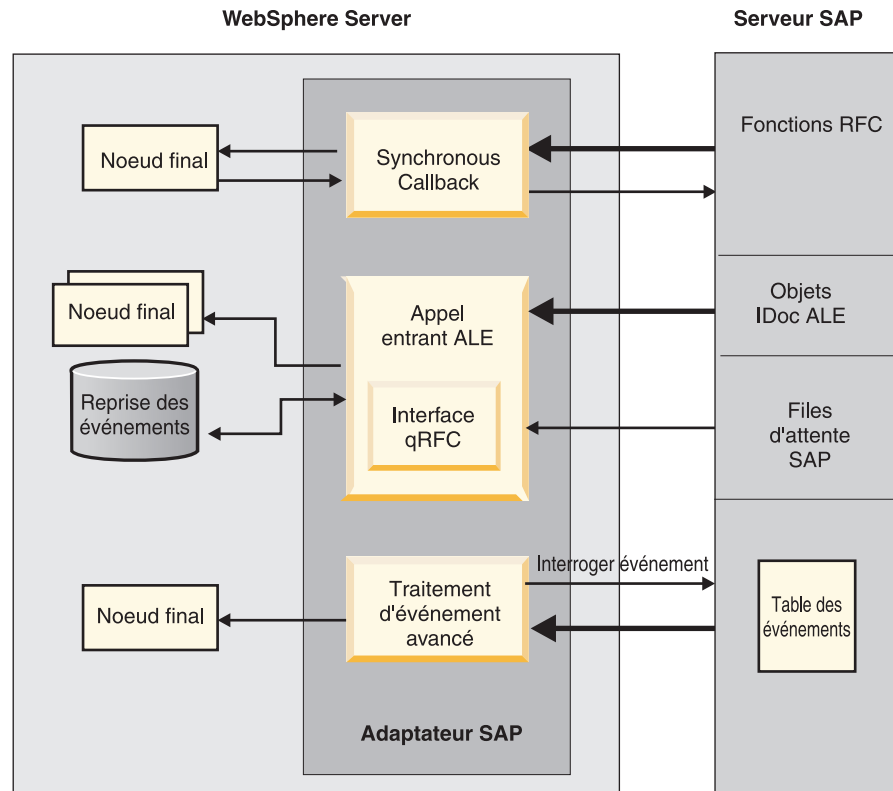 WebSphere Server
Serveur SAP
Noeud final
Synchronous
Callback
Fonctions RFC
Noeud final
Appel
entrant ALE
Objets
IDoc ALE
Reprise des
événements
Interface
qRFC
Files
d'attente
SAP
Interroger événement
Noeud final
Traitement
d'événement
avancé
Table des
événements
Adaptateur SAP